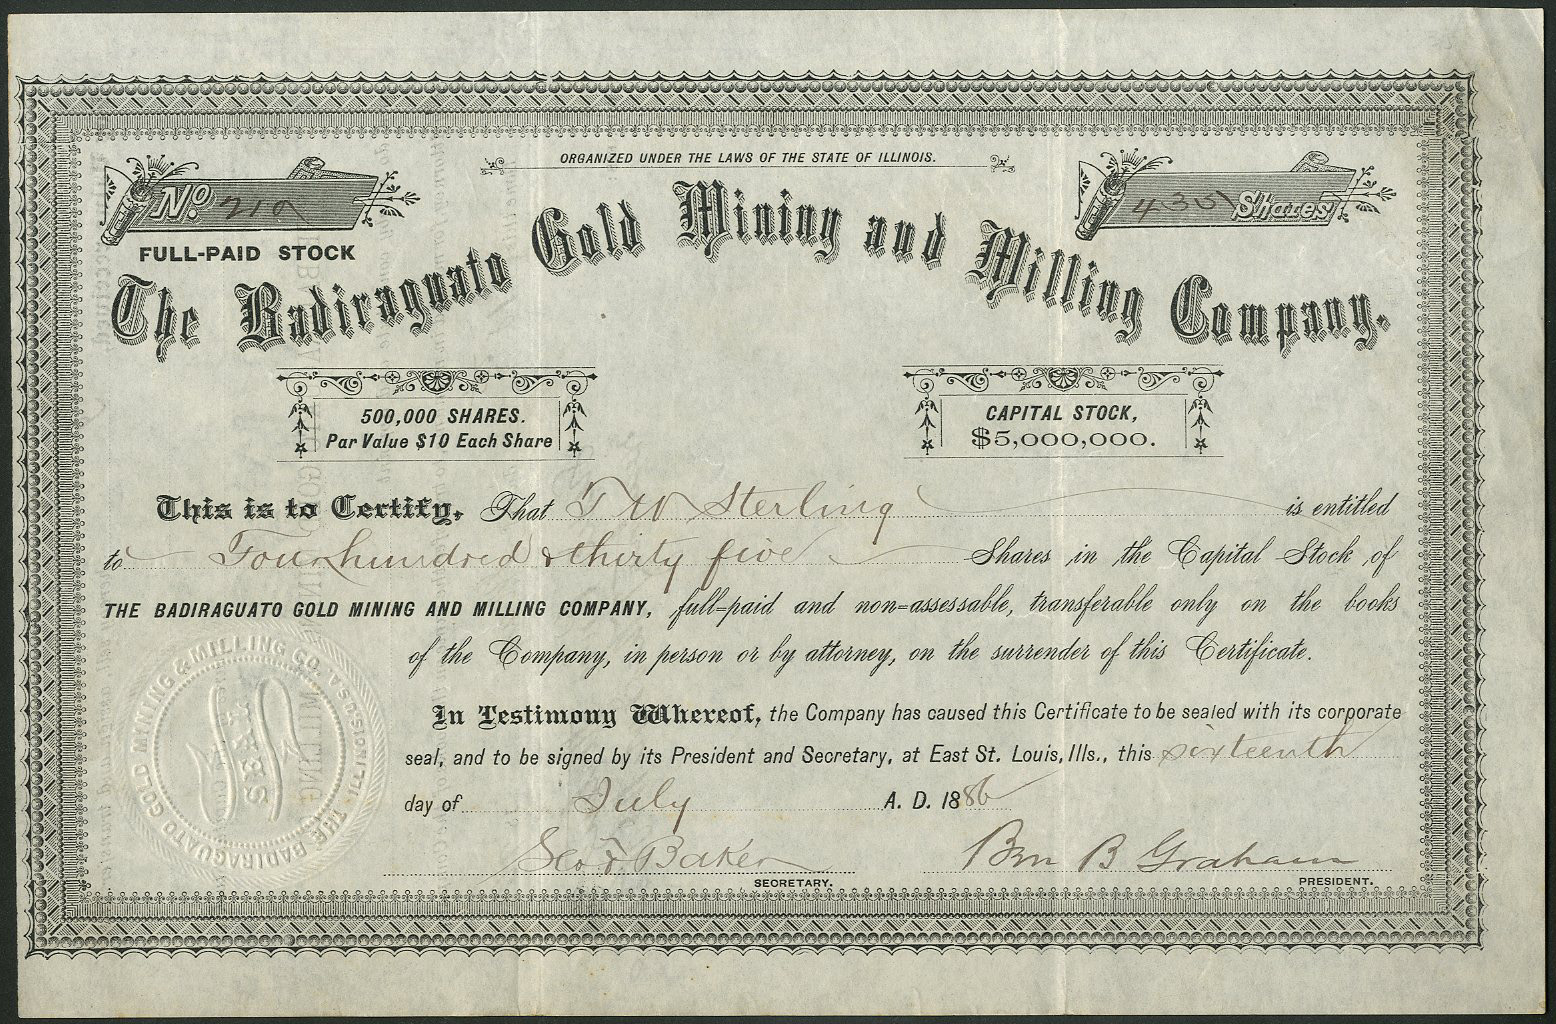 ORGANIZED UNDER THE LAWS OF THE STATE OF ILLINOIS.
No. 210
435 Shares
FULL-PAID STOCK
The Badiraguato Gold Mining and Milling Company.
500,000 SHARES.
Par Value $10 Each Share
CAPITAL STOCK,
$5,000,000.
This is to Certify, That T W Sterling is entitled
to Four hundred & thirty five Shares in the Capital Stock of
THE BADIRAGUATO GOLD MINING AND MILLING COMPANY, full=paid and non=assessable, transferable only on the books
of the Company, in person or by attorney, on the surrender of this Certificate.
In Testimony Whereof, the Company has caused this Certificate to be sealed with its corporate
seal, and to be signed by its President and Secretary, at East St. Louis, Ills., this sixteenth
day of July A. D. 1886
Geo Baker
SECRETARY.
B Graham
PRESIDENT.
THE BADIRAGUATO GOLD MINING & MILLING CO.
ILLINOIS U.S.A.
SEAL